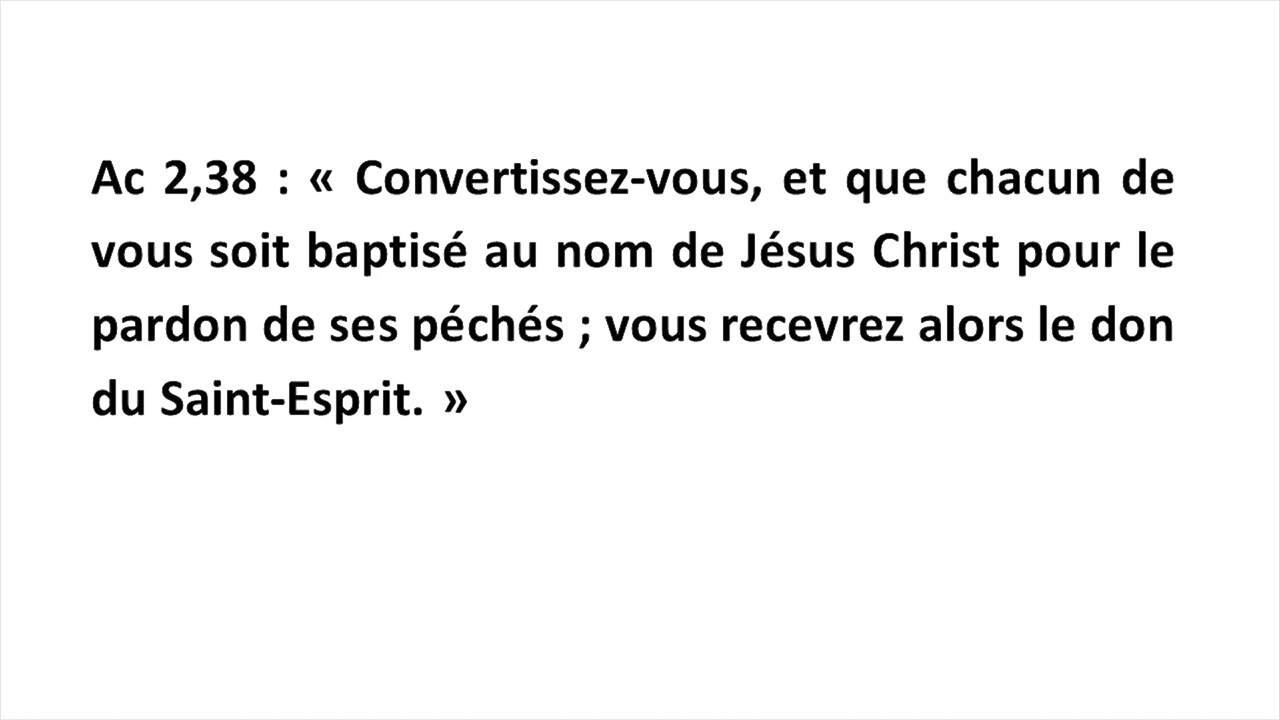 Ac 2,38 : « Convertissez-vous, et que chacun de
vous soit baptisé au nom de Jésus Christ pour le
pardon de ses péchés ; vous recevrez alors le don
du Saint-Esprit. »